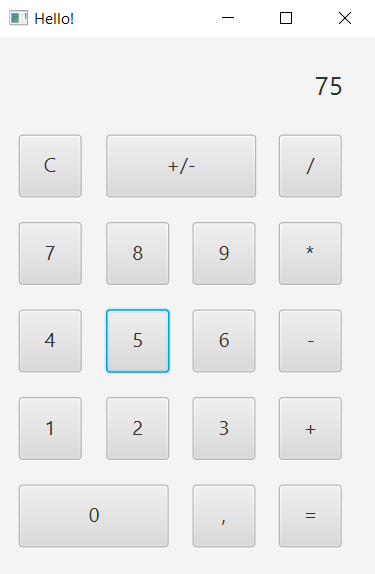 Hello!
75
C +/- /
7 8 9 *
4 5 6 -
1 2 3 +
0 , =